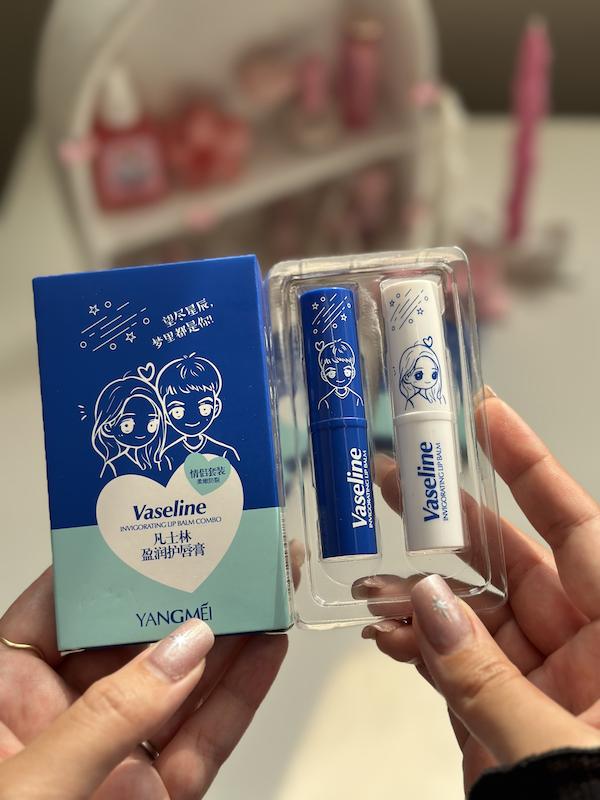 望尽星辰,
梦里都是你!
情侣套装
柔嫩防裂
Vaseline
INVIGORATING LIP BALM COMBO
凡士林
盈润护唇膏
YANGMÉI
Vaseline
INVIGORATING LIP BALM
Vaseline
INVIGORATING LIP BALM